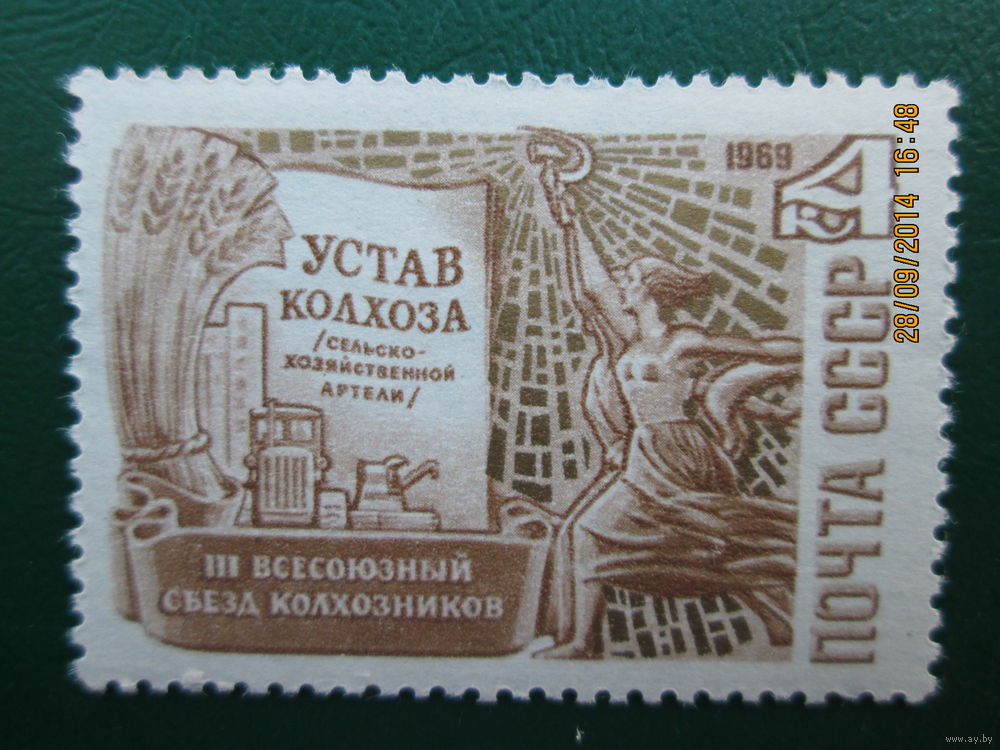 1969
4
к
УСТАВ
КОЛХОЗА
/СЕЛЬСКО-
ХОЗЯЙСТВЕННОЙ
АРТЕЛИ/
III ВСЕСОЮЗНЫЙ
СЪЕЗД КОЛХОЗНИКОВ
ПОЧТА СССР
28/09/2014 16:48
www.ay.by